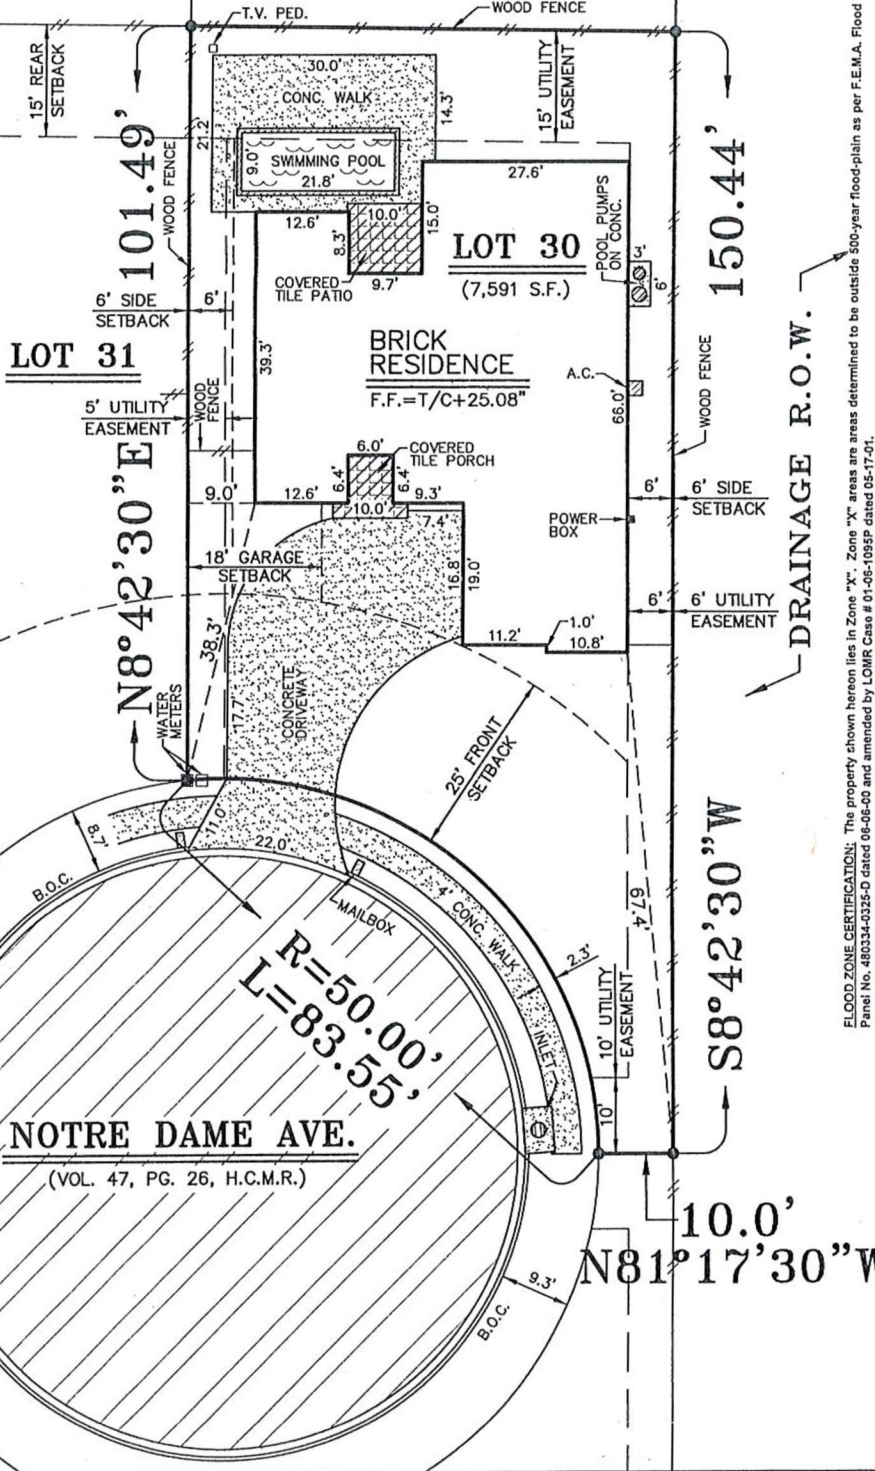 T.V. PED.
WOOD FENCE
15' REAR
SETBACK
101.49'
WOOD FENCE
30.0'
CONC. WALK
14.3'
21.2'
15' UTILITY
EASEMENT
9.0'
SWIMMING POOL
21.8'
27.6'
150.44'
12.6'
10.0'
15.0'
8.3'
COVERED
TILE PATIO
9.7'
LOT 30
(7,591 S.F.)
POOL PUMPS
ON CONC.
3'
6'
6' SIDE
SETBACK
6'
LOT 31
39.3'
BRICK
RESIDENCE
F.F.=T/C+25.08"
A.C.
66.0'
WOOD FENCE
DRAINAGE R.O.W.
5' UTILITY
EASEMENT
WOOD
FENCE
6.0'
COVERED
TILE PORCH
6.4'
6.4'
N8°42'30"E
9.0'
12.6'
9.3'
10.0'
7.4'
6'
6' SIDE
SETBACK
POWER
BOX
18' GARAGE
SETBACK
16.8'
19.0'
6'
6' UTILITY
EASEMENT
1.0'
11.2'
10.8'
38.3'
WATER
METERS
17.7'
CONCRETE
DRIVEWAY
25' FRONT
SETBACK
8.7'
B.O.C.
11.0'
22.0'
MAILBOX
4' CONC. WALK
2.3'
67.4'
S8°42'30"W
R=50.00'
L=83.55'
10' UTILITY
EASEMENT
INLET
10'
NOTRE DAME AVE.
(VOL. 47, PG. 26, H.C.M.R.)
10.0'
N81°17'30"W
9.3'
B.O.C.
FLOOD ZONE CERTIFICATION: The property shown hereon lies in Zone "X". Zone "X" areas are areas determined to be outside 500-year flood-plain as per F.E.M.A. Flood
Panel No. 480334-0325-D dated 06-06-00 and amended by LOMR Case # 01-06-1095P dated 05-17-01.